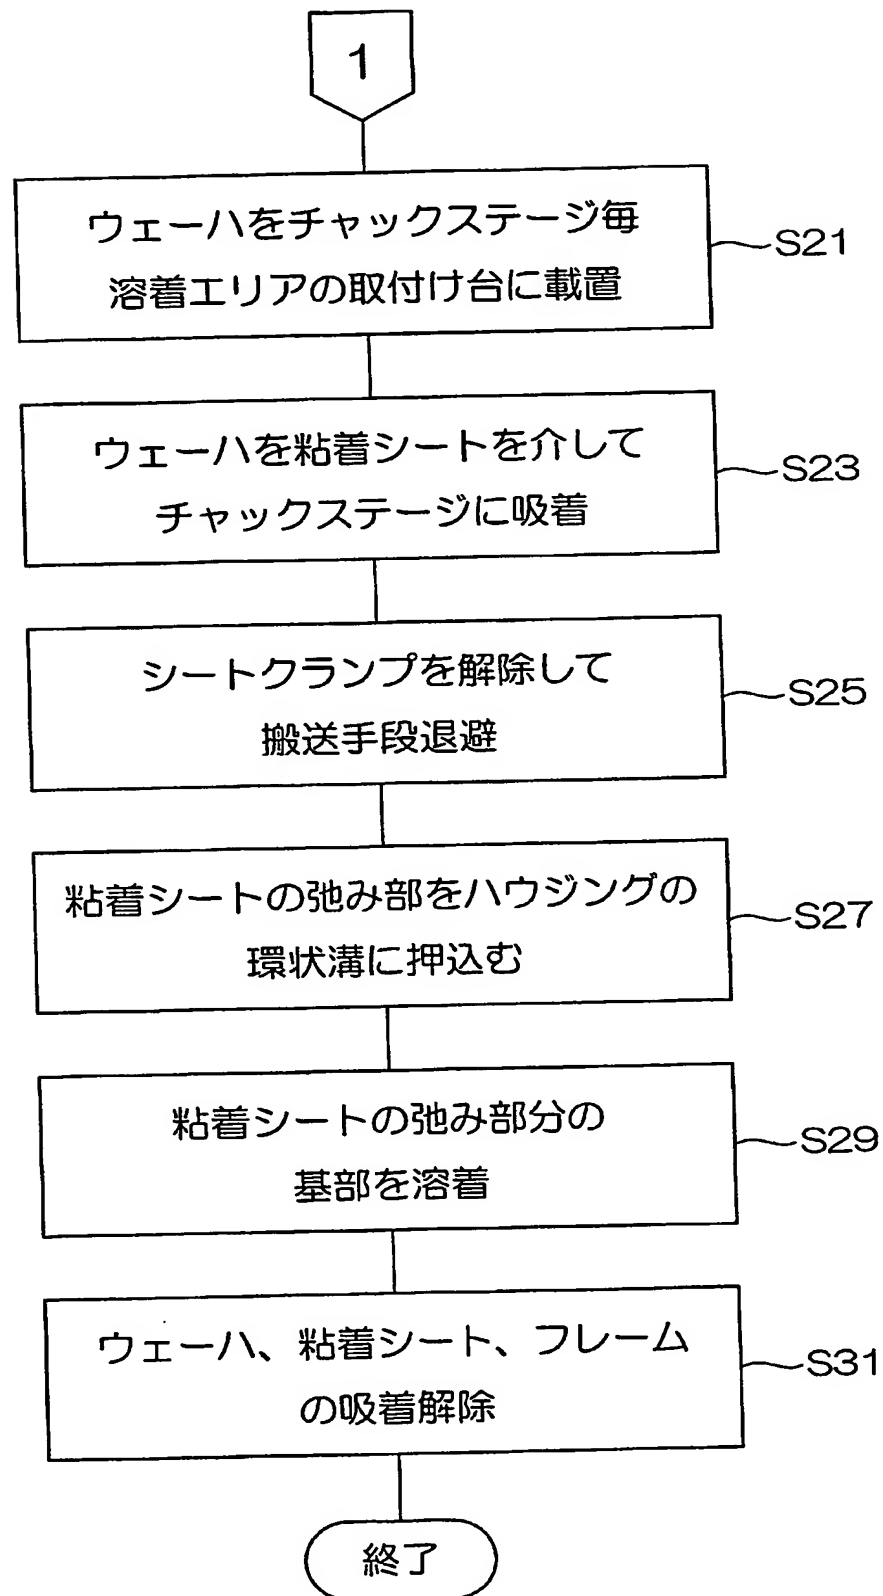 1
ウェーハをチャックステージ毎
溶着エリアの取付け台に載置
S21
ウェーハを粘着シートを介して
チャックステージに吸着
S23
シートクランプを解除して
搬送手段退避
S25
粘着シートの弛み部をハウジングの
環状溝に押込む
S27
粘着シートの弛み部分の
基部を溶着
S29
ウェーハ、粘着シート、フレーム
の吸着解除
S31
終了